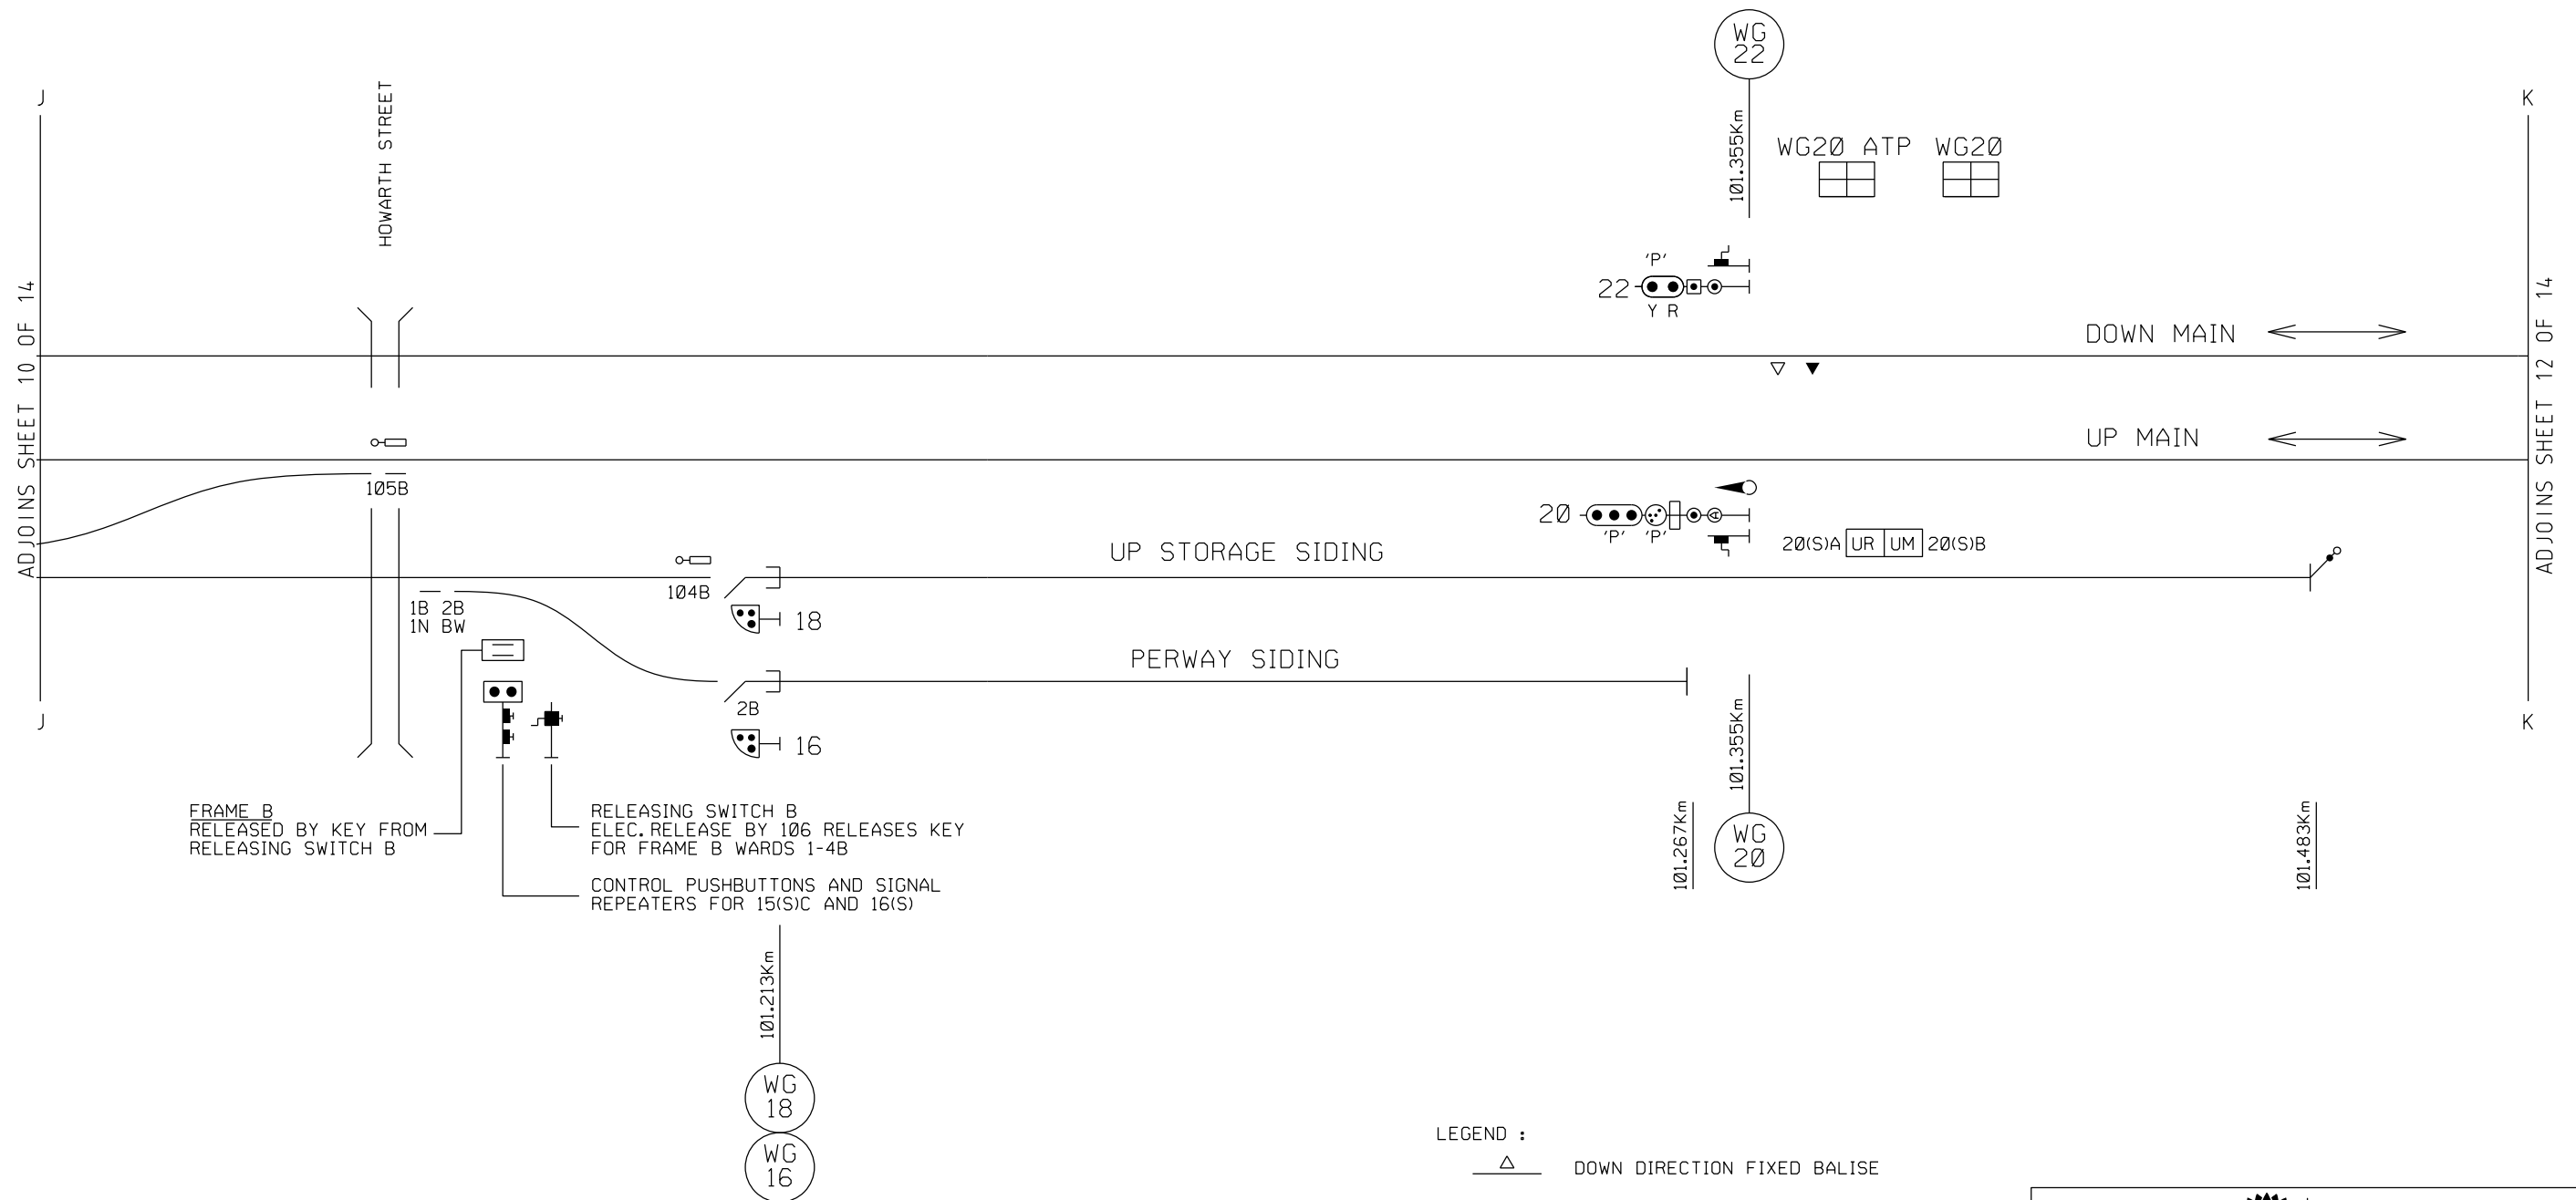 WG
22
J
K
HOWARTH STREET
101.355Km
WG20 ATP
WG20
ADJOINS SHEET 10 OF 14
ADJOINS SHEET 12 OF 14
'P'
22
Y R
DOWN MAIN
UP MAIN
105B
20
A
'P' 'P'
20(S)A UR UM 20(S)B
UP STORAGE SIDING
104B
1B 2B
1N BW
18
PERWAY SIDING
2B
16
J
K
101.355Km
FRAME B
RELEASED BY KEY FROM
RELEASING SWITCH B
RELEASING SWITCH B
ELEC.RELEASE BY 106 RELEASES KEY
FOR FRAME B WARDS 1-4B
CONTROL PUSHBUTTONS AND SIGNAL
REPEATERS FOR 15(S)C AND 16(S)
101.267Km
WG
20
101.483Km
101.213Km
WG
18
WG
16
LEGEND :
DOWN DIRECTION FIXED BALISE